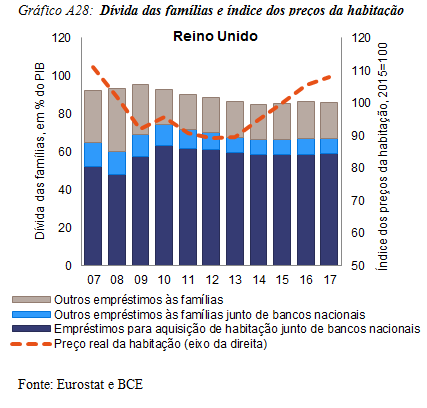 Gráfico A28: Dívida das famílias e índice dos preços da habitação
Reino Unido
Dívida das famílias, em % do PIB
120
100
80
60
40
20
0
Índice dos preços da habitação, 2015=100
120
110
100
90
80
70
60
50
07 08 09 10 11 12 13 14 15 16 17
Outros empréstimos às famílias
Outros empréstimos às famílias junto de bancos nacionais
Empréstimos para aquisição de habitação junto de bancos nacionais
Preço real da habitação (eixo da direita)
Fonte: Eurostat e BCE